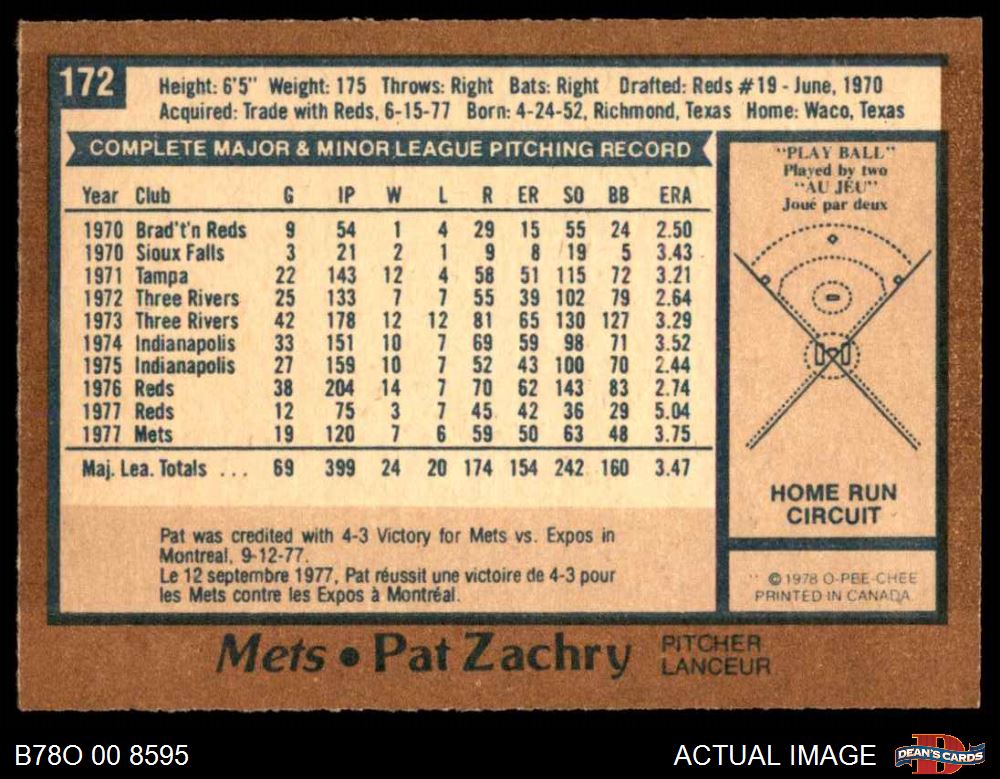 172
Height: 6'5" Weight: 175 Throws: Right Bats: Right Drafted: Reds #19 - June, 1970
Acquired: Trade with Reds, 6-15-77 Born: 4-24-52, Richmond, Texas Home: Waco, Texas
COMPLETE MAJOR & MINOR LEAGUE PITCHING RECORD
Year Club G IP W L R ER SO BB ERA
1970 Brad't'n Reds 9 54 1 4 29 15 55 24 2.50
1970 Sioux Falls 3 21 2 1 9 8 19 5 3.43
1971 Tampa 22 143 12 4 58 51 115 72 3.21
1972 Three Rivers 25 133 7 7 55 39 102 79 2.64
1973 Three Rivers 42 178 12 12 81 65 130 127 3.29
1974 Indianapolis 33 151 10 7 69 59 98 71 3.52
1975 Indianapolis 27 159 10 7 52 43 100 70 2.44
1976 Reds 38 204 14 7 70 62 143 83 2.74
1977 Reds 12 75 3 7 45 42 36 29 5.04
1977 Mets 19 120 7 6 59 50 63 48 3.75
Maj. Lea. Totals ... 69 399 24 20 174 154 242 160 3.47
Pat was credited with 4-3 Victory for Mets vs. Expos in
Montreal, 9-12-77.
Le 12 septembre 1977, Pat réussit une victoire de 4-3 pour
les Mets contre les Expos à Montréal.
"PLAY BALL"
Played by two
"AU JEU"
Joué par deux
HOME RUN
CIRCUIT
© 1978 O-PEE-CHEE
PRINTED IN CANADA
Mets • Pat Zachry PITCHER
LANCEUR
B78O 00 8595
ACTUAL IMAGE
DEAN'S CARDS